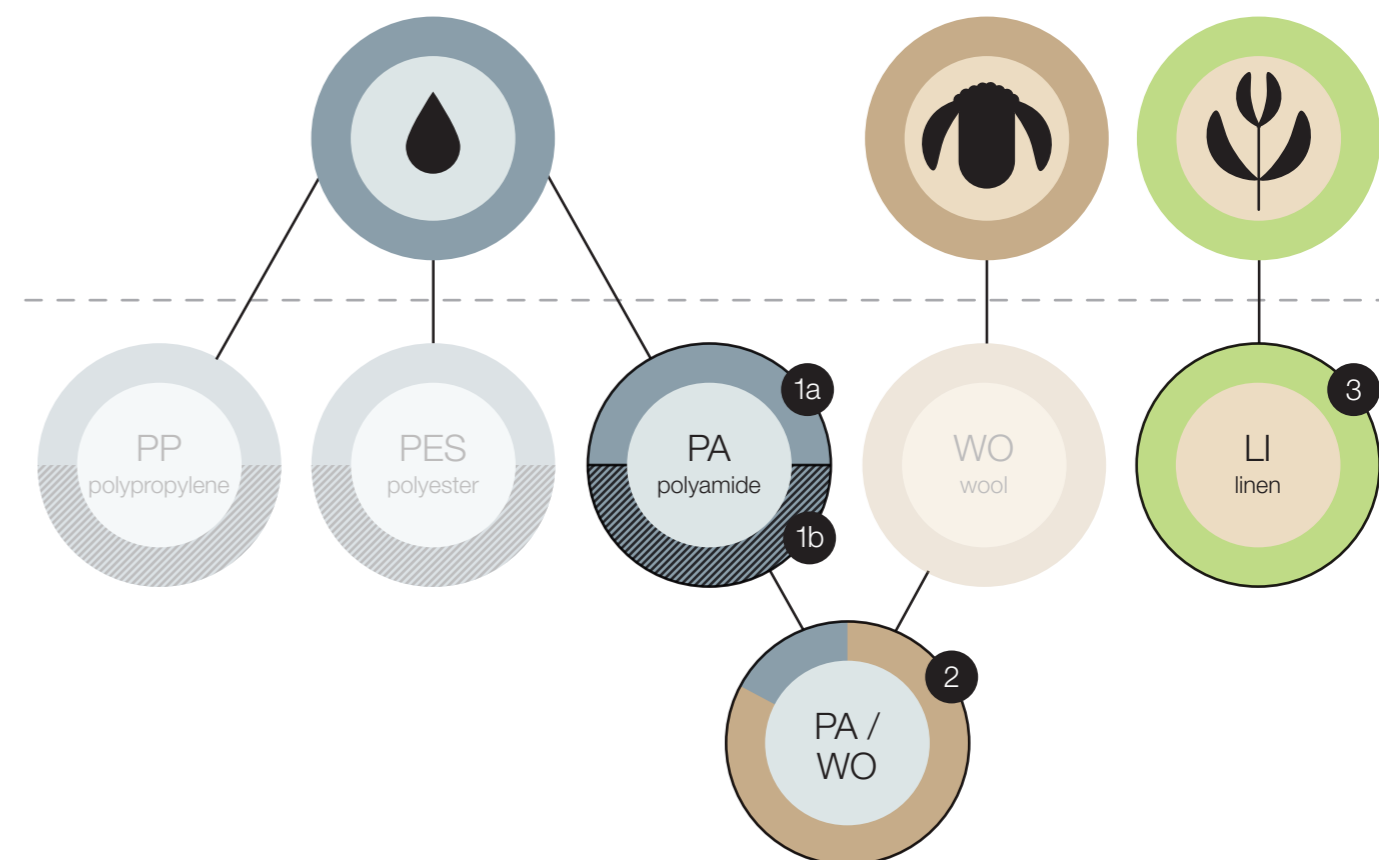 1a
3
PP
polypropylene
PES
polyester
PA
polyamide
WO
wool
LI
linen
1b
2
PA /
WO